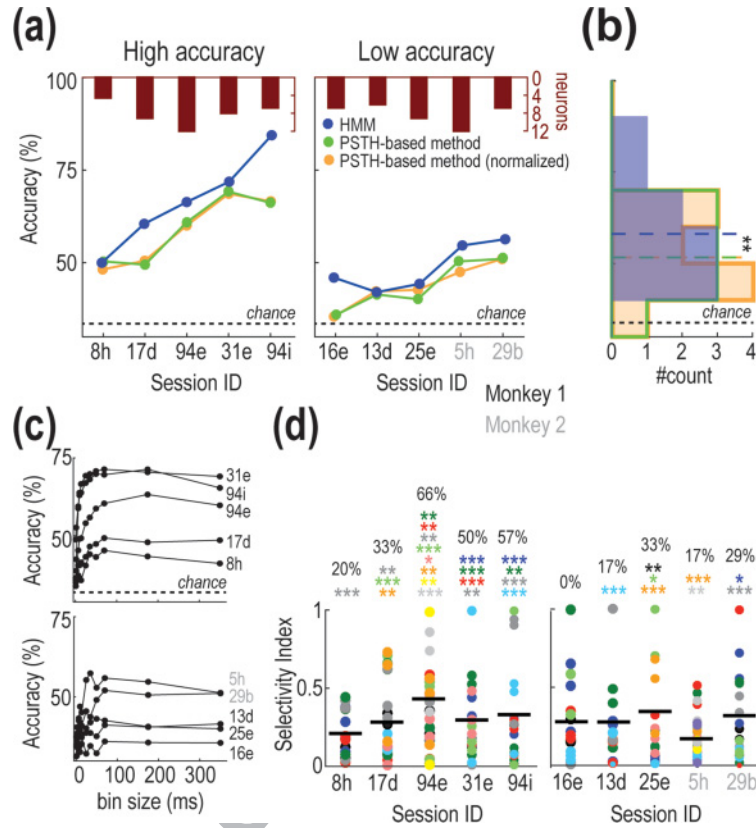 (a)
High accuracy
Low accuracy
100
75
50
Accuracy (%)
0
4
8
12
neurons
HMM
PSTH-based method
PSTH-based method (normalized)
chance
chance
8h 17d 94e 31e 94i
16e 13d 25e 5h 29b
Session ID
Session ID
(b)
**
chance
0 1 2 3 4
#count
Monkey 1
Monkey 2
(c)
75
50
Accuracy (%)
31e
94i
94e
17d
8h
chance
75
50
Accuracy (%)
5h
29b
13d
25e
16e
0 100 200 300
bin size (ms)
(d)
66%
**
**
**
***
*
**
**
***
20%
***
33%
**
***
**
50%
***
***
***
**
57%
***
**
***
***
0%
17%
***
33%
**
*
***
17%
***
**
29%
*
***
1
0.5
0
Selectivity Index
8h 17d 94e 31e 94i
16e 13d 25e 5h 29b
Session ID
Session ID